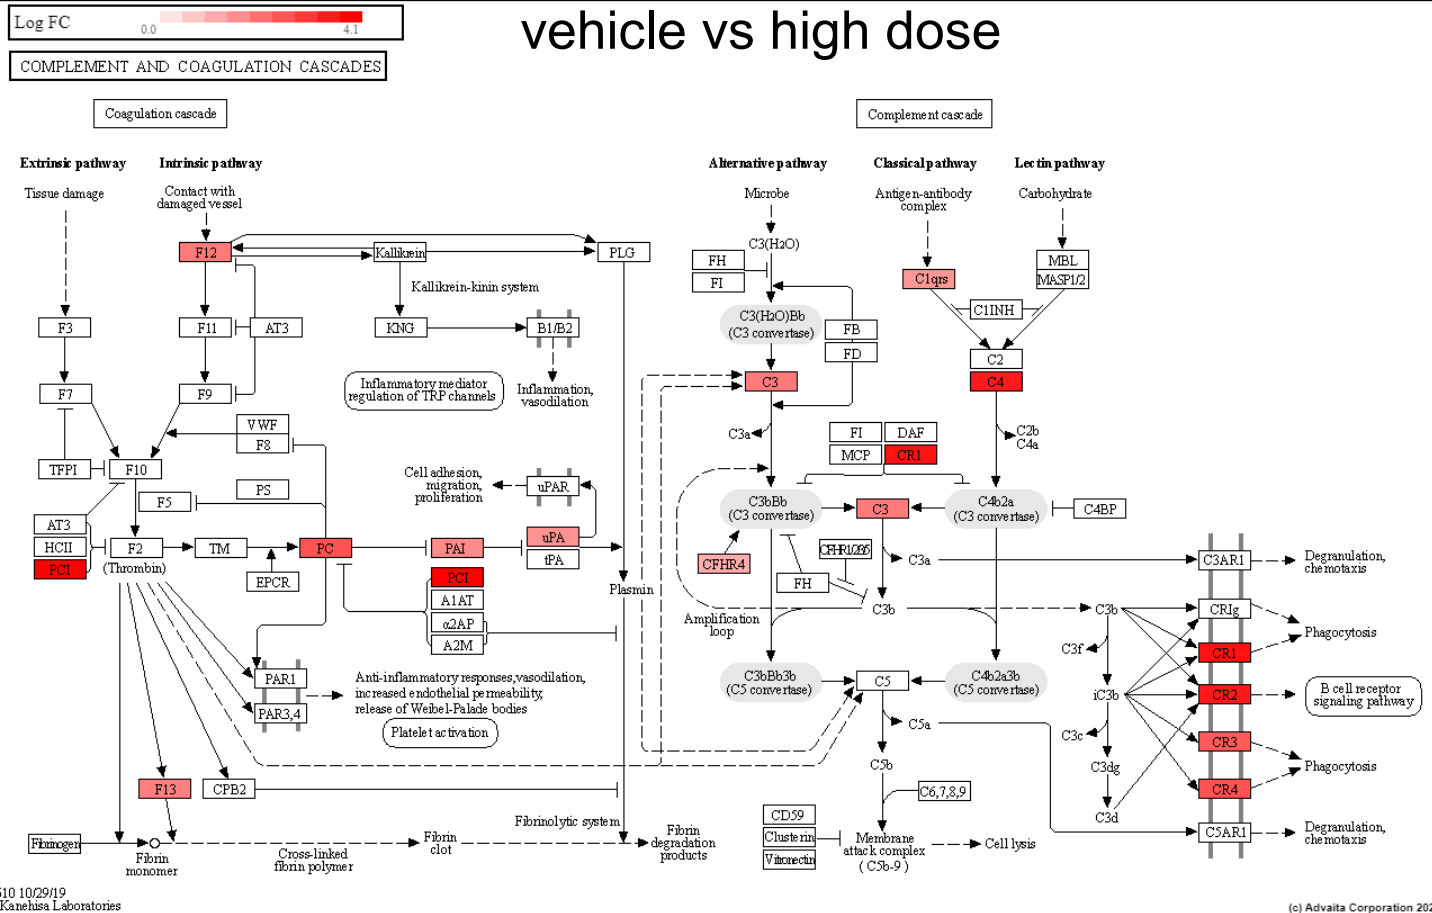 Log FC
0.0
4.1
vehicle vs high dose
COMPLEMENT AND COAGULATION CASCADES
Coagulation cascade
Complement cascade
Extrinsic pathway
Intrinsic pathway
Alternative pathway
Classical pathway
Lectin pathway
Tissue damage
Contact with
damaged vessel
Microbe
Antigen-antibody
complex
Carbohydrate
F12
Kallikrein
PLG
C3(H2O)
FH
FI
C1qrs
MBL
MASP1/2
Kallikrein-kinin system
C1INH
F3
F11
AT3
KNG
B1/B2
C3(H2O)Bb
(C3 convertase)
FB
FD
C2
C4
F7
F9
Inflammatory mediator
regulation of TRP channels
Inflammation,
vasodilation
C3
VWF
F8
C3a
FI
DAF
MCP
CR1
C2b
C4a
TFPI
F10
F5
PS
Cell adhesion,
migration,
proliferation
uPAR
C3bBb
(C3 convertase)
C3
C4b2a
(C3 convertase)
C4BP
AT3
HCII
PCI
F2
(Thrombin)
TM
PC
PAI
uPA
tPA
EPCR
PCI
A1AT
α2AP
A2M
Plasmin
CFHR4
FH
C3a
C3AR1
Degranulation,
chemotaxis
Amplification
loop
C3b
C3b
CRIg
Phagocytosis
C3f
CR1
PAR1
PAR3,4
Anti-inflammatory responses,vasodilation,
increased endothelial permeability,
release of Weibel-Palade bodies
Platelet activation
C3bBb3b
(C5 convertase)
C5
C4b2a3b
(C5 convertase)
iC3b
CR2
B cell receptor
signaling pathway
C5a
C3c
CR3
Phagocytosis
C5b
C3dg
F13
CPB2
C6,7,8,9
CR4
C3d
Fibrinolytic system
CD59
Clusterin
Vitronectin
Membrane
attack complex
(C5b-9)
Cell lysis
C5AR1
Degranulation,
chemotaxis
Fibrinogen
Fibrin
monomer
Cross-linked
fibrin polymer
Fibrin
clot
Fibrin
degradation
products
510 10/29/19
Kanehisa Laboratories
(c) Advaita Corporation 202